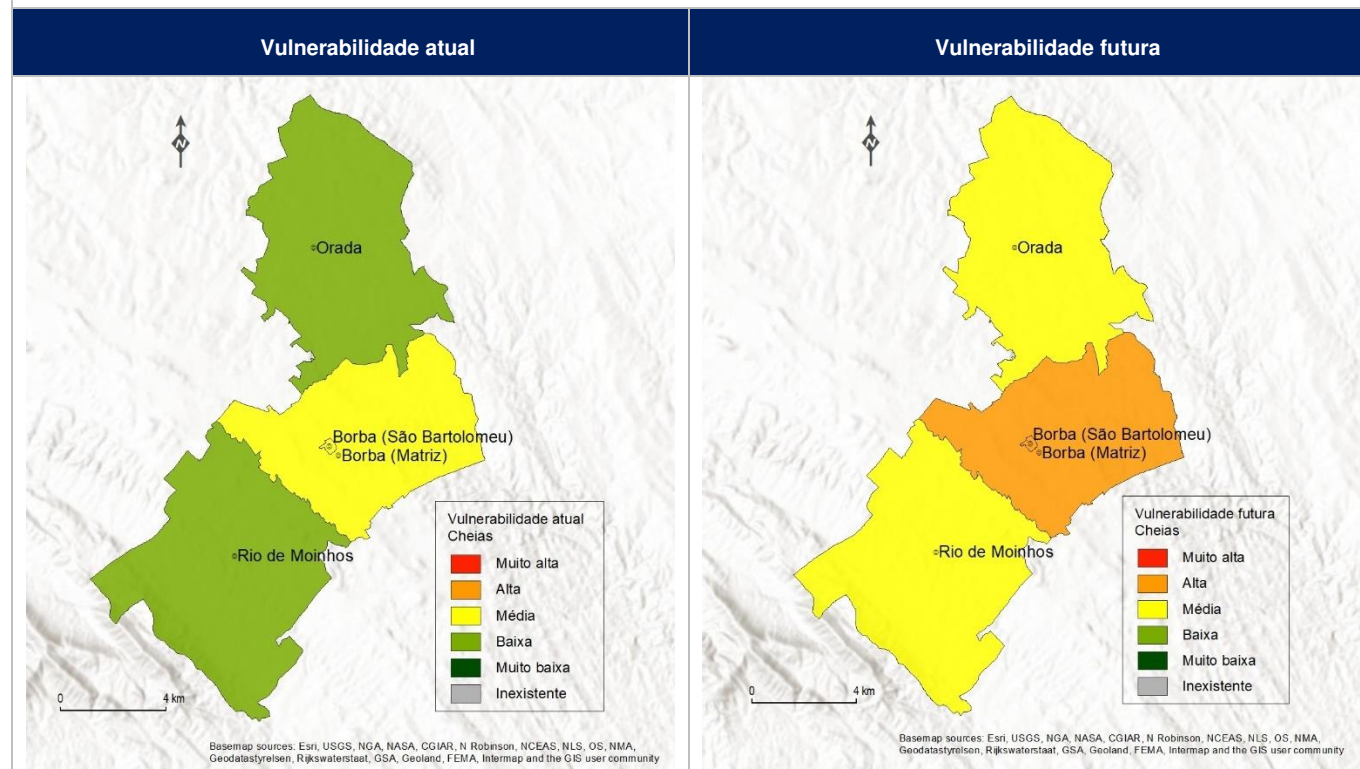 Vulnerabilidade atual
Vulnerabilidade futura
N
Orada
Borba (São Bartolomeu)
Borba (Matriz)
Rio de Moinhos
Vulnerabilidade atual
Cheias
Muito alta
Alta
Média
Baixa
Muito baixa
Inexistente
0 4 km
Basemap sources: Esri, USGS, NGA, NASA, CGIAR, N Robinson, NCEAS, NLS, OS, NMA,
Geodatastyrelsen, Rijkswaterstaat, GSA, Geoland, FEMA, Intermap and the GIS user community
N
Orada
Borba (São Bartolomeu)
Borba (Matriz)
Rio de Moinhos
Vulnerabilidade futura
Cheias
Muito alta
Alta
Média
Baixa
Muito baixa
Inexistente
0 4 km
Basemap sources: Esri, USGS, NGA, NASA, CGIAR, N Robinson, NCEAS, NLS, OS, NMA,
Geodatastyrelsen, Rijkswaterstaat, GSA, Geoland, FEMA, Intermap and the GIS user community